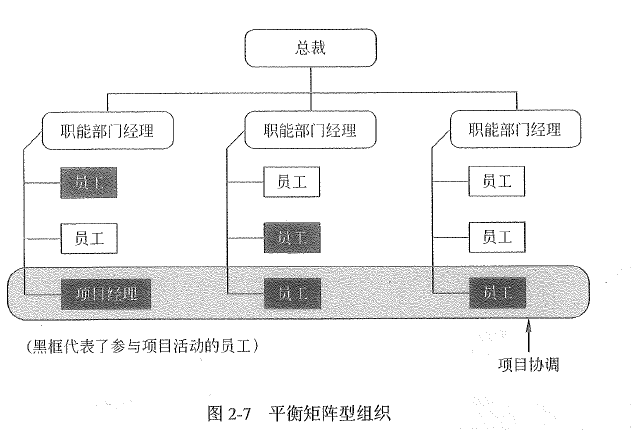 总裁
职能部门经理 职能部门经理 职能部门经理
员工 员工 员工
员工 员工 员工
项目经理 员工 员工
(黑框代表了参与项目活动的员工)
项目协调
图 2-7 平衡矩阵型组织